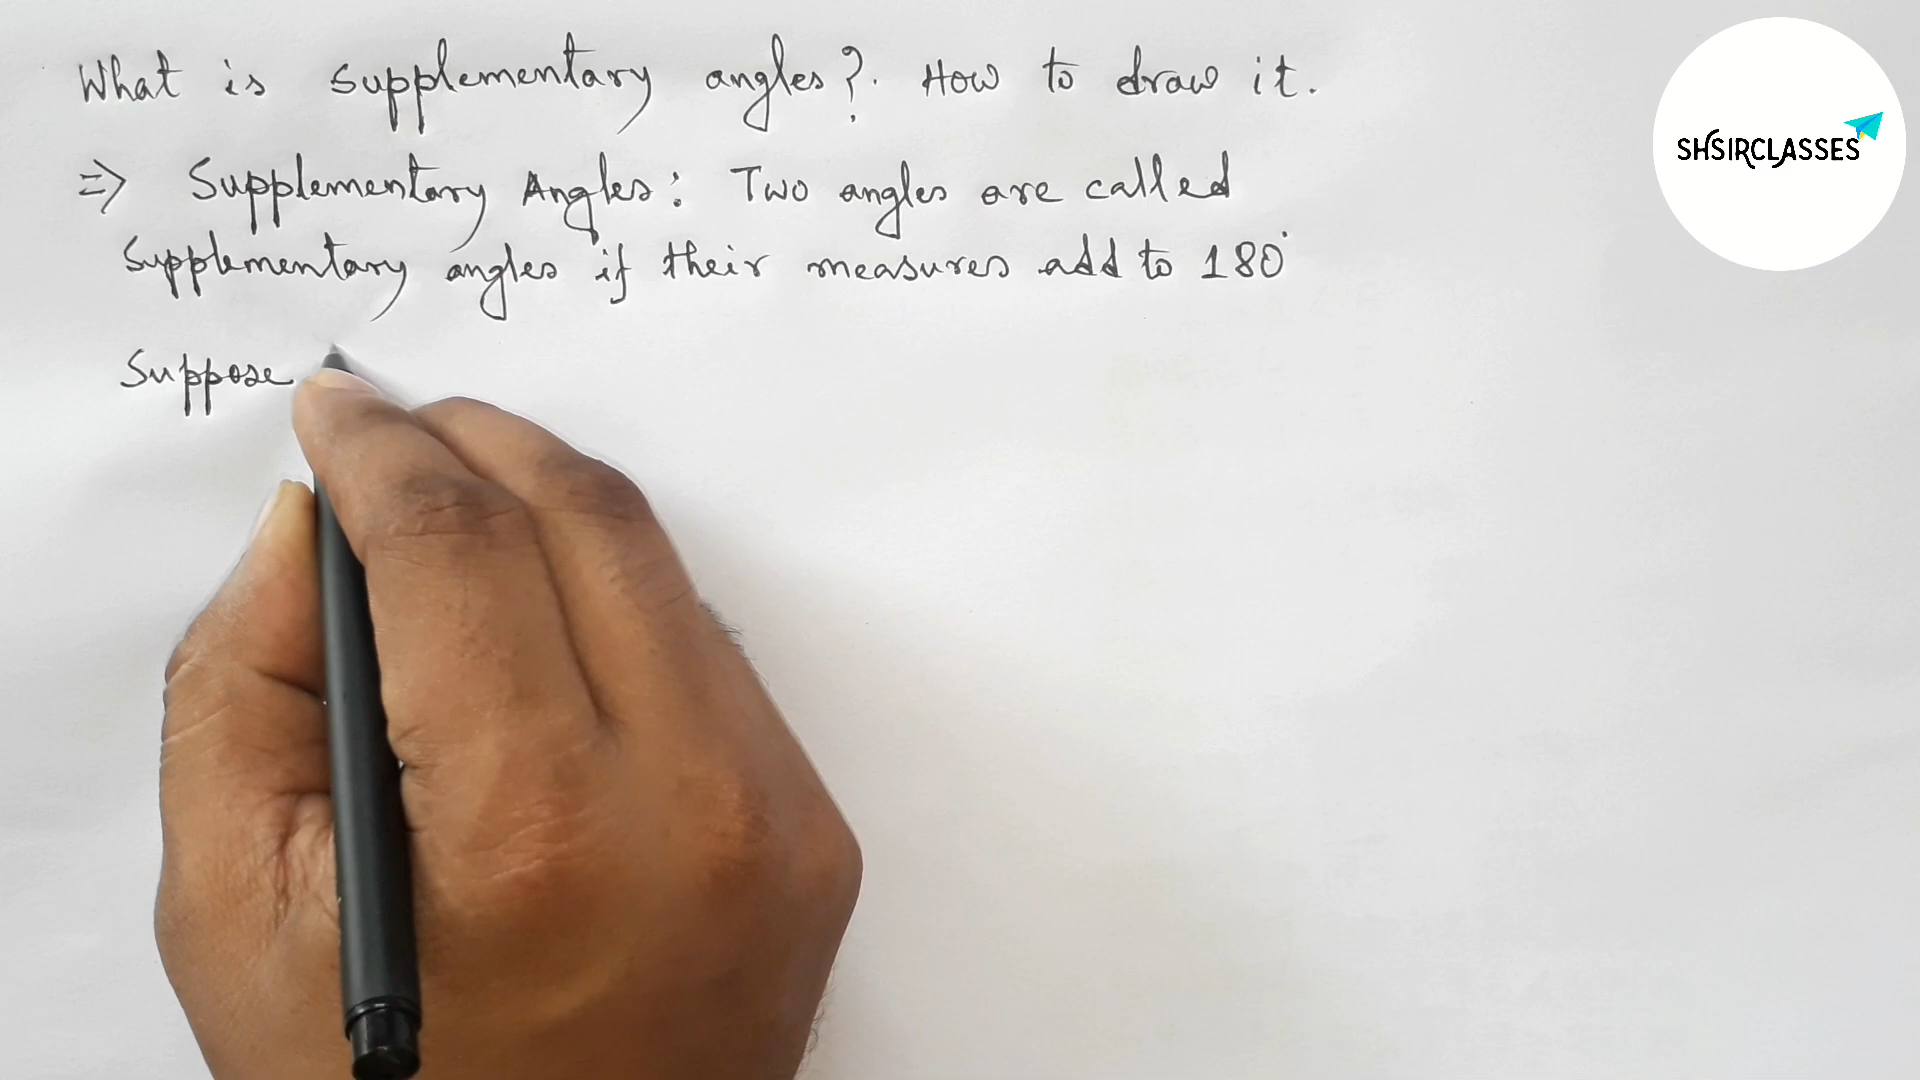 What is supplementary angles? How to draw it.
SHSIRCLASSES
=> Supplementary Angles: Two angles are called
supplementary angles if their measures add to 180°
Suppose